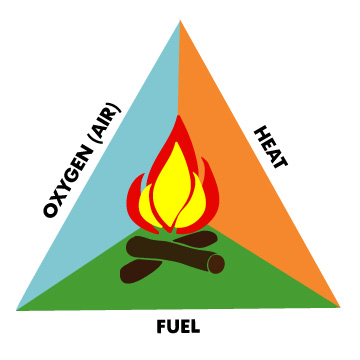 OXYGEN (AIR)
HEAT
FUEL